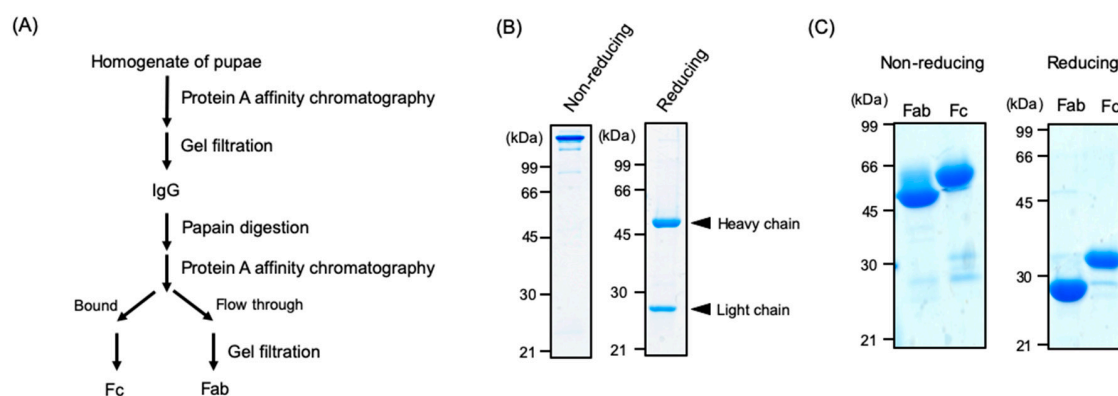 (A)
Homogenate of pupae
Protein A affinity chromatography
Gel filtration
IgG
Papain digestion
Protein A affinity chromatography
Bound
Flow through
Gel filtration
Fc
Fab
(B)
Non-reducing
Reducing
(kDa)
99
66
45
30
21
(kDa)
99
66
45
30
21
Heavy chain
Light chain
(C)
Non-reducing
(kDa) Fab Fc
99
66
45
30
21
Reducing
(kDa) Fab Fc
99
66
45
30
21